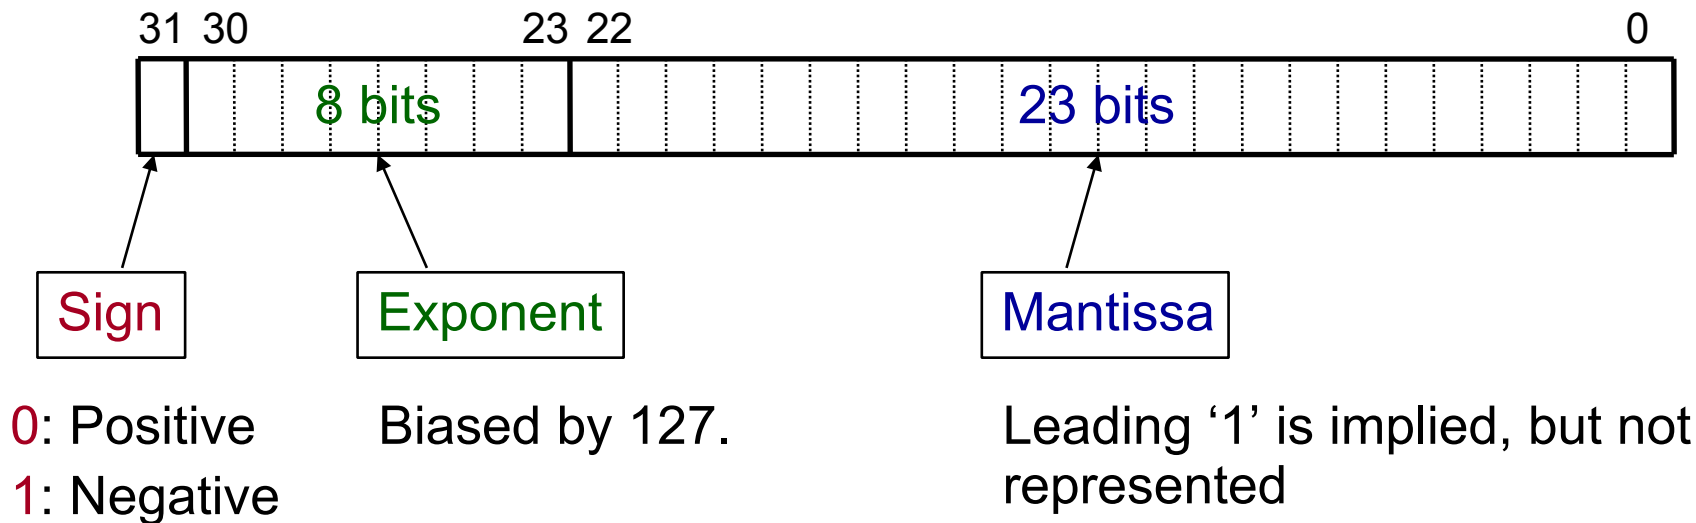 31 30 23 22 0
8 bits 23 bits
Sign Exponent Mantissa
0: Positive Biased by 127. Leading ‘1’ is implied, but not
1: Negative represented